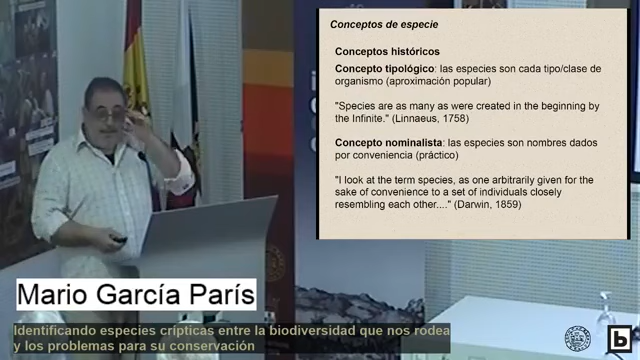 Conceptos de especie
Conceptos históricos
Concepto tipológico: las especies son cada tipo/clase de
organismo (aproximación popular)
"Species are as many as were created in the beginning by
the Infinite." (Linnaeus, 1758)
Concepto nominalista: las especies son nombres dados
por conveniencia (práctico)
"I look at the term species, as one arbitrarily given for the
sake of convenience to a set of individuals closely
resembling each other...." (Darwin, 1859)
Mario García París
Identificando especies crípticas entre la biodiversidad que nos rodea
y los problemas para su conservación
b